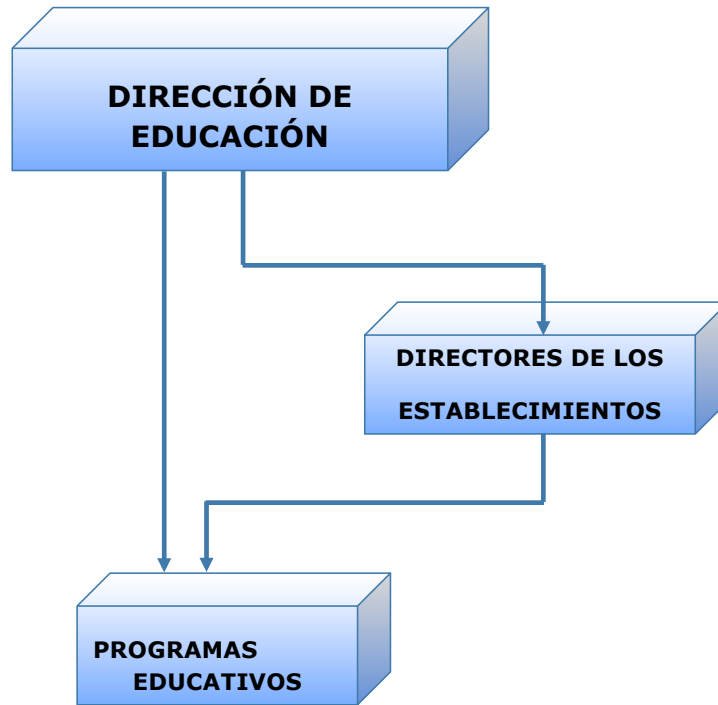 DIRECCIÓN DE
EDUCACIÓN
DIRECTORES DE LOS
ESTABLECIMIENTOS
PROGRAMAS
EDUCATIVOS